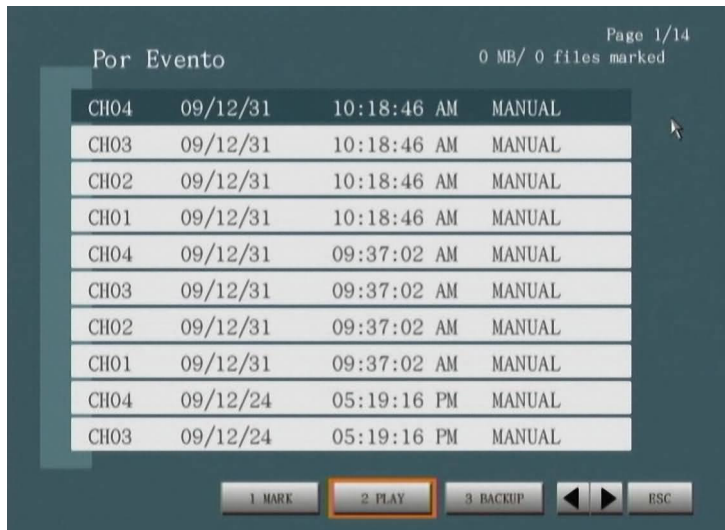 Page 1/14
Por Evento 0 MB/ 0 files marked
CH04 09/12/31 10:18:46 AM MANUAL
CH03 09/12/31 10:18:46 AM MANUAL
CH02 09/12/31 10:18:46 AM MANUAL
CH01 09/12/31 10:18:46 AM MANUAL
CH04 09/12/31 09:37:02 AM MANUAL
CH03 09/12/31 09:37:02 AM MANUAL
CH02 09/12/31 09:37:02 AM MANUAL
CH01 09/12/31 09:37:02 AM MANUAL
CH04 09/12/24 05:19:16 PM MANUAL
CH03 09/12/24 05:19:16 PM MANUAL
1 MARK 2 PLAY 3 BACKUP ESC